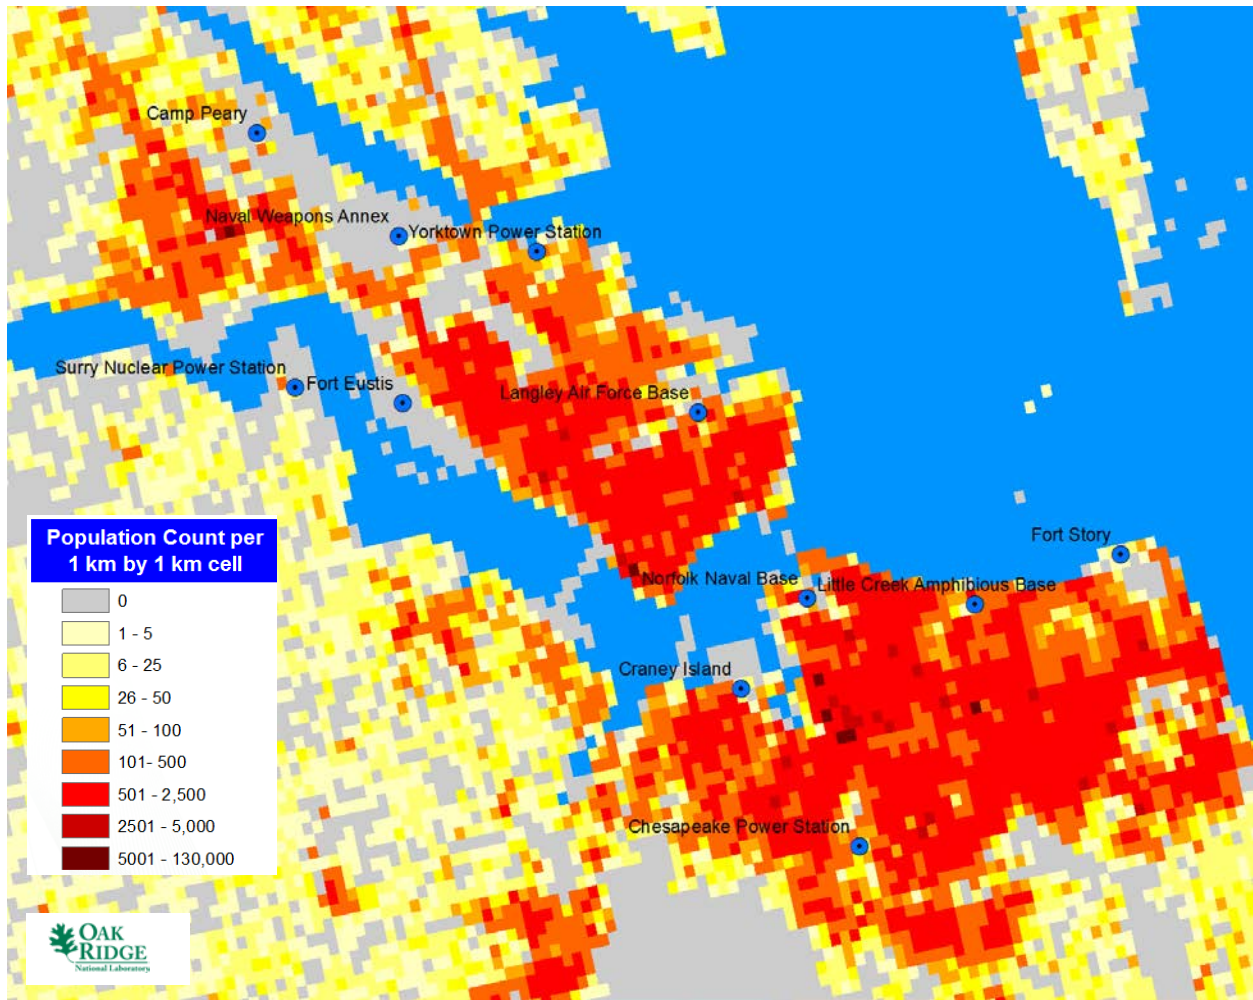 Camp Peary
Naval Weapons Annex
Yorktown Power Station
Surry Nuclear Power Station
Fort Eustis
Langley Air Force Base
Fort Story
Norfolk Naval Base
Little Creek Amphibious Base
Craney Island
Chesapeake Power Station
Population Count per
1 km by 1 km cell
0
1 - 5
6 - 25
26 - 50
51 - 100
101- 500
501 - 2,500
2501 - 5,000
5001 - 130,000
OAK
RIDGE
National Laboratory